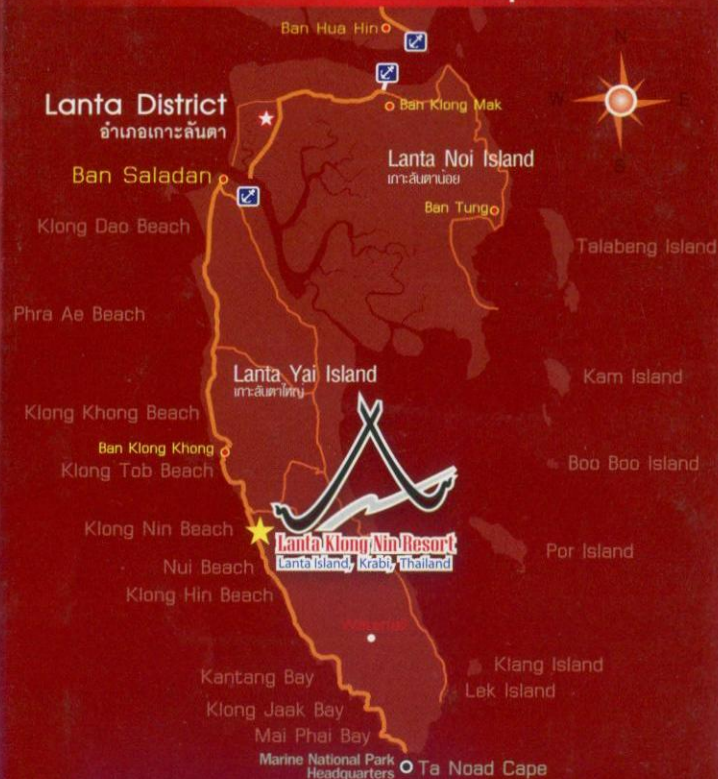 Ban Hua Hin
N
Lanta District
อำเภอเกาะลันตา
Ban Klong Mak
W
E
Lanta Noi Island
เกาะลันตาน้อย
S
Ban Saladan
Ban Tung
Klong Dao Beach
Talabeng Island
Phra Ae Beach
Lanta Yai Island
เกาะลันตาใหญ่
Kam Island
Klong Khong Beach
Ban Klong Khong
Klong Tob Beach
Boo Boo Island
Klong Nin Beach
Lanta Klong Nin Resort
Lanta Island, Krabi, Thailand
Por Island
Nui Beach
Klong Hin Beach
Waterfall
Klang Island
Kantang Bay
Lek Island
Klong Jaak Bay
Mai Phai Bay
Marine National Park
Headquarters
Ta Noad Cape